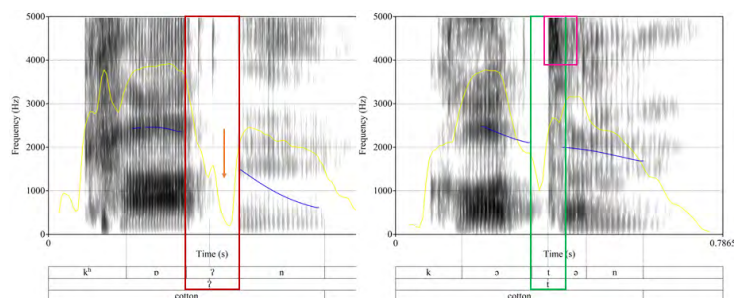 5000
4000
3000
2000
1000
0
Frequency (Hz)
Time (s)
kʰ ɒ ʔ n
ʔ
cotton
5000
4000
3000
2000
1000
0
Frequency (Hz)
0 0.7865
Time (s)
k ɔ t ə n
t
cotton